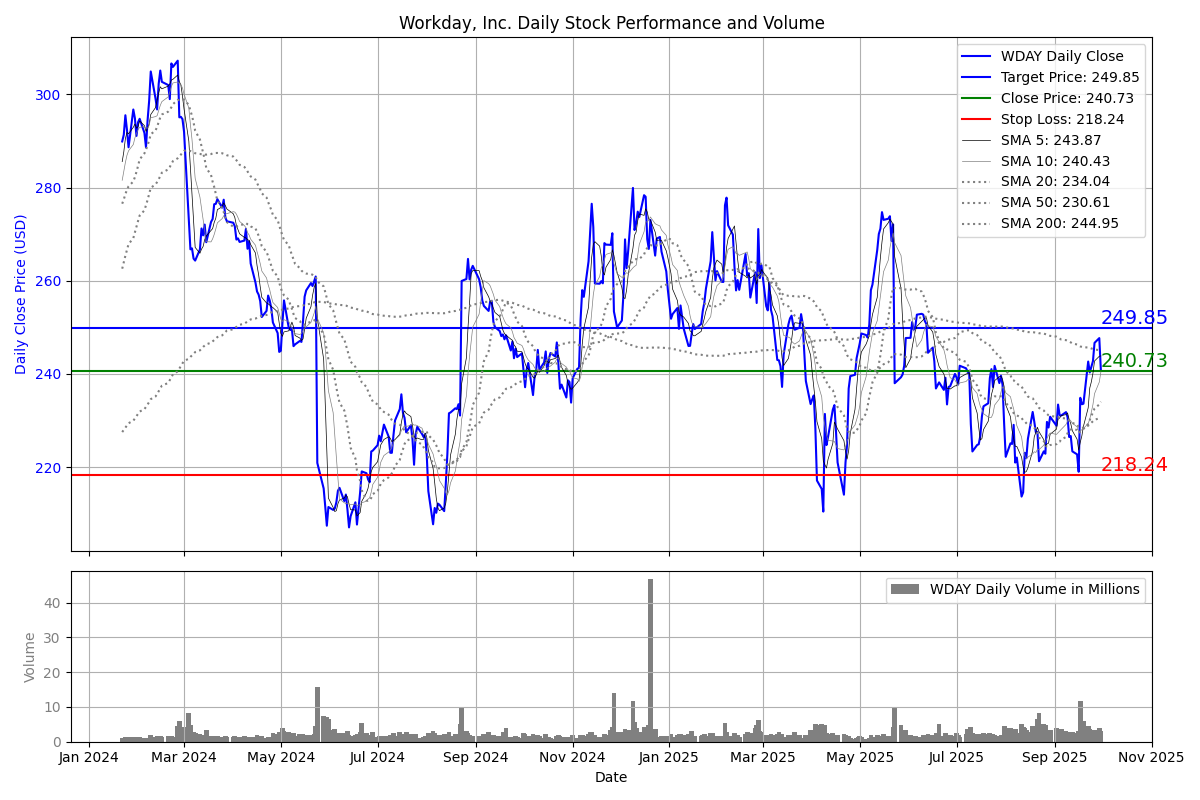 Workday, Inc. Daily Stock Performance and Volume
Daily Close Price (USD)
300
280
260
240
220
WDAY Daily Close
Target Price: 249.85
Close Price: 240.73
Stop Loss: 218.24
SMA 5: 243.87
SMA 10: 240.43
SMA 20: 234.04
SMA 50: 230.61
SMA 200: 244.95
249.85
240.73
218.24
Volume
40
30
20
10
0
WDAY Daily Volume in Millions
Jan 2024
Mar 2024
May 2024
Jul 2024
Sep 2024
Nov 2024
Jan 2025
Mar 2025
May 2025
Jul 2025
Sep 2025
Nov 2025
Date